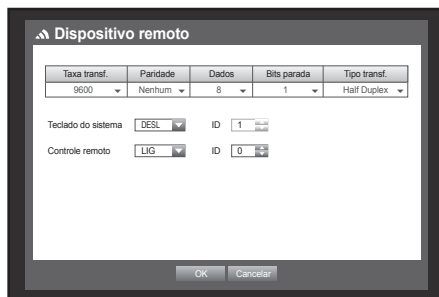 Dispositivo remoto
Taxa transf. Paridade Dados Bits parada Tipo transf.
9600 Nenhum 8 1 Half Duplex
Teclado do sistema DESL ID 1
Controle remoto LIG ID 0
OK Cancelar